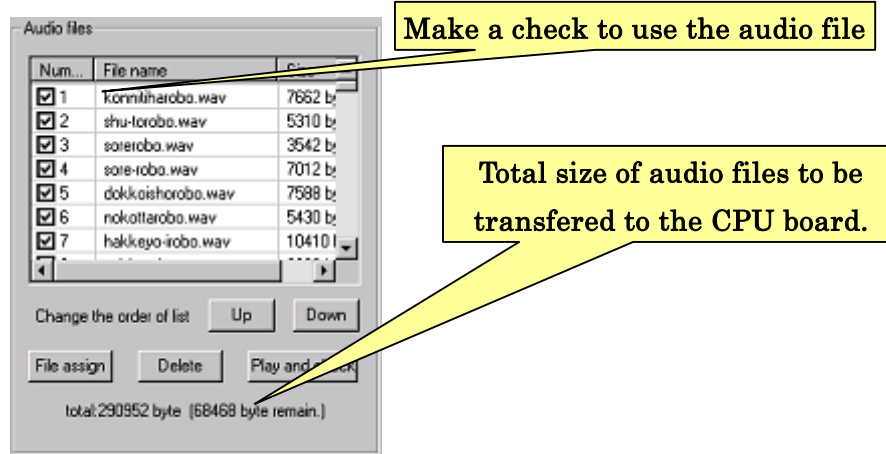 Make a check to use the audio file
Audio files
Num... File name
1 konnitiharobo.wav 7662
2 shu-torobo.wav 5310
3 sorerobo.wav 3542
4 sore-robo.wav 7012
5 dokkoishorobo.wav 7588
6 nokottarobo.wav 5430
7 hakkeyo-irobo.wav 10410
Total size of audio files to be
transfered to the CPU board.
Change the order of list Up Down
File assign Delete Play and
total:290952 byte (68468 byte remain.)